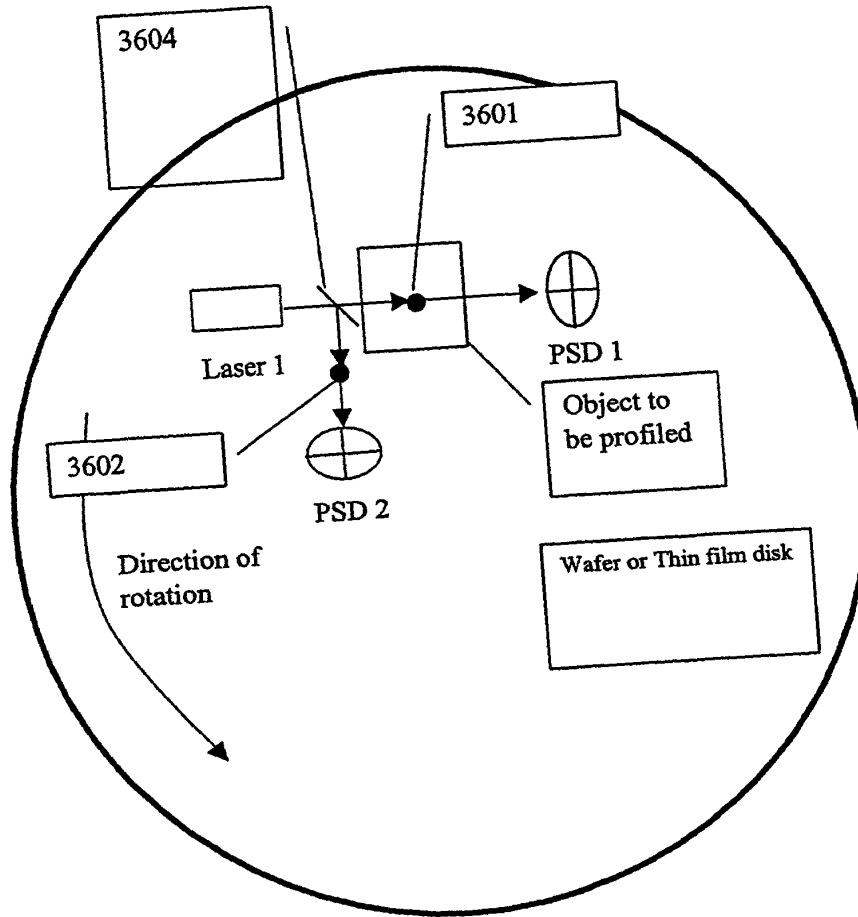 3604
3601
Laser 1
PSD 1
Object to
be profiled
3602
PSD 2
Direction of
rotation
Wafer or Thin film disk